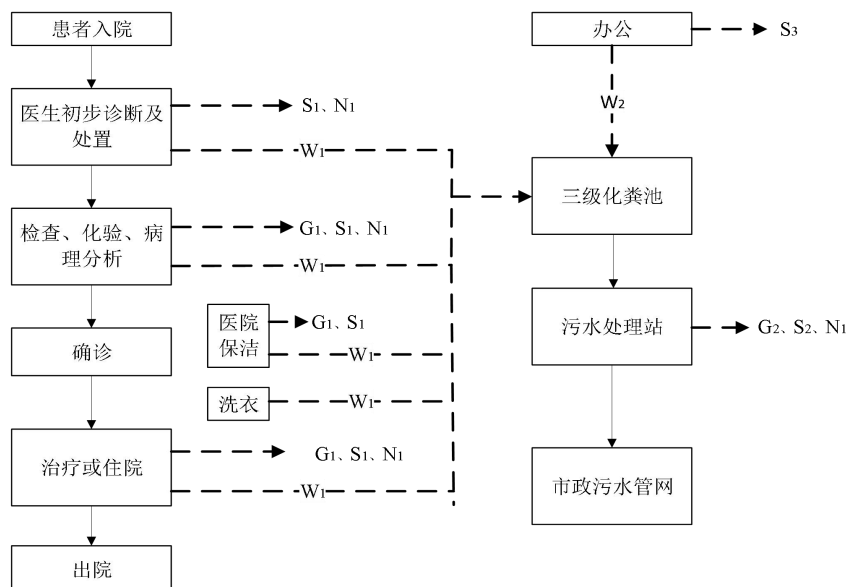 患者入院
医生初步诊断及
处置
S1、N1
W1
检查、化验、病
理分析
G1、S1、N1
W1
医院
保洁
G1、S1
W1
确诊
洗衣
W1
治疗或住院
G1、S1、N1
W1
出院
办公
S3
W2
三级化粪池
污水处理站
G2、S2、N1
市政污水管网